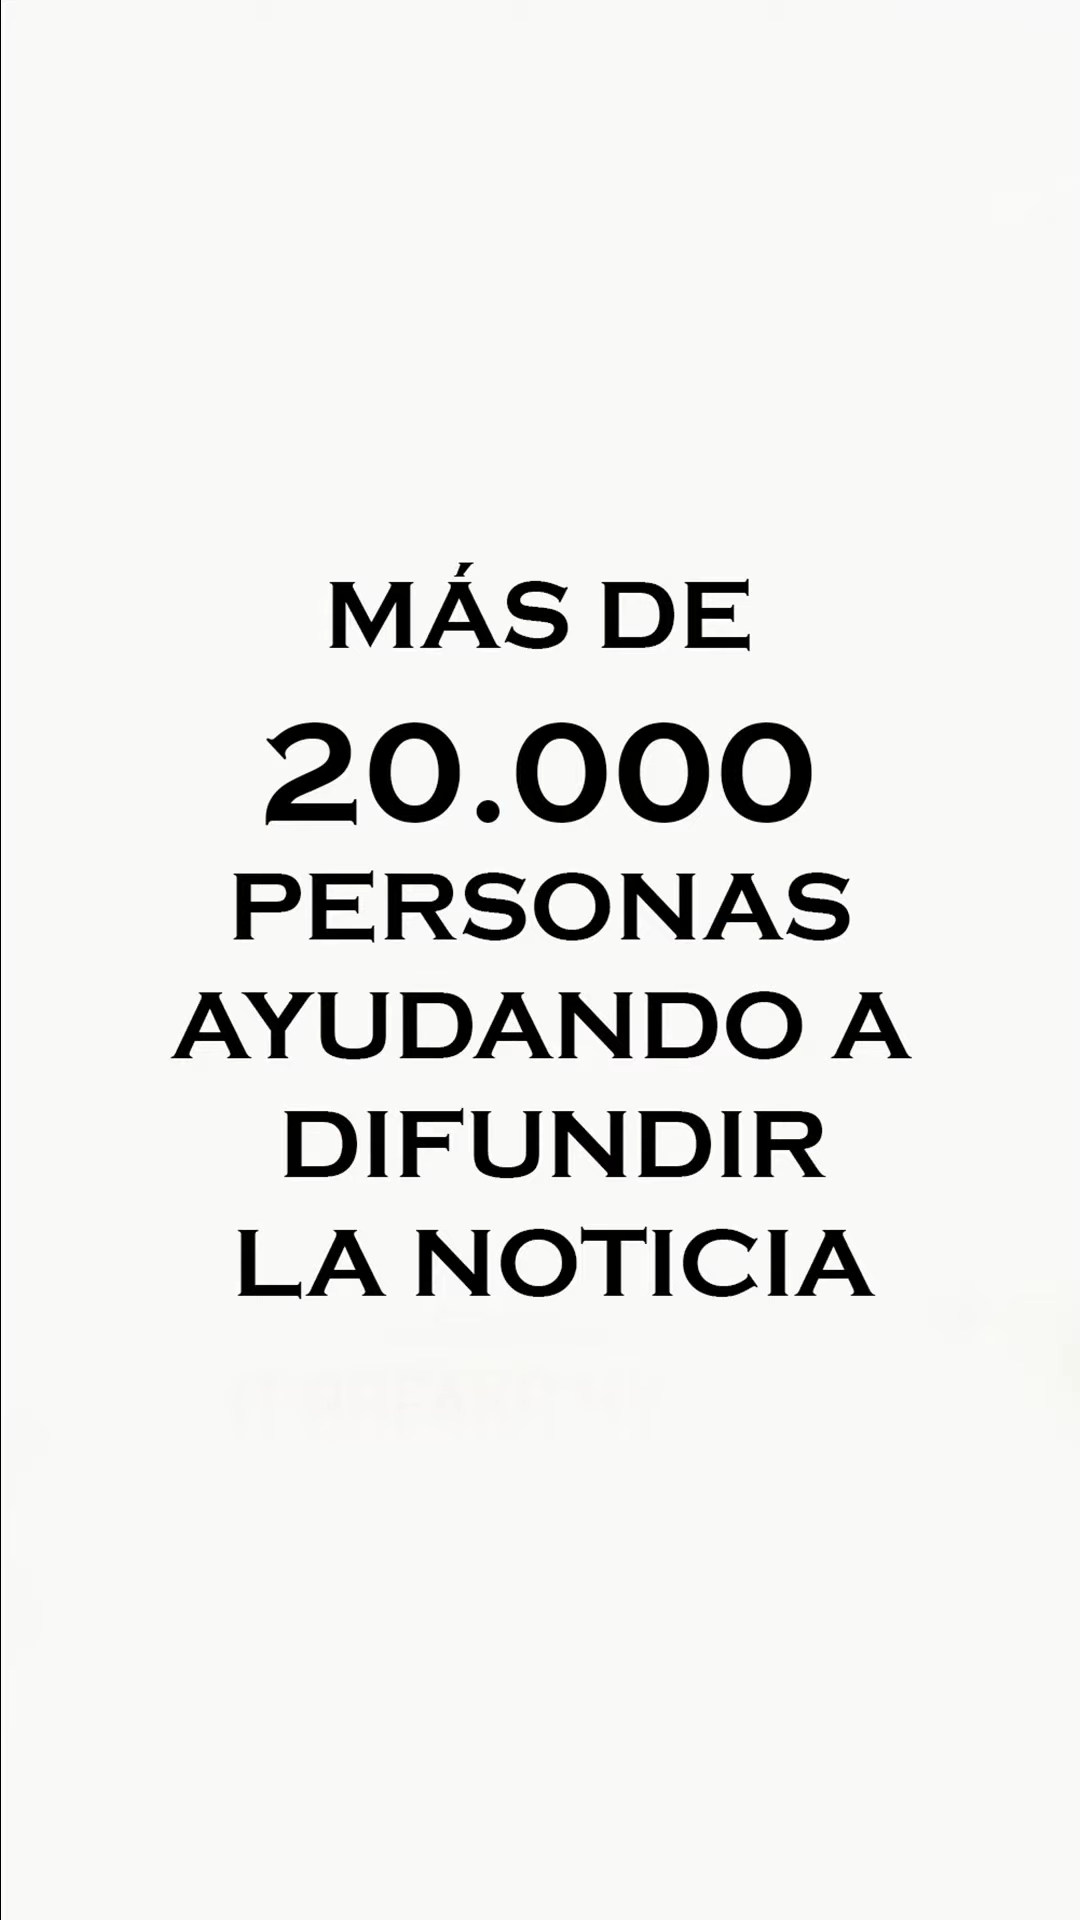 MÁS DE
20.000
PERSONAS
AYUDANDO A
DIFUNDIR
LA NOTICIA